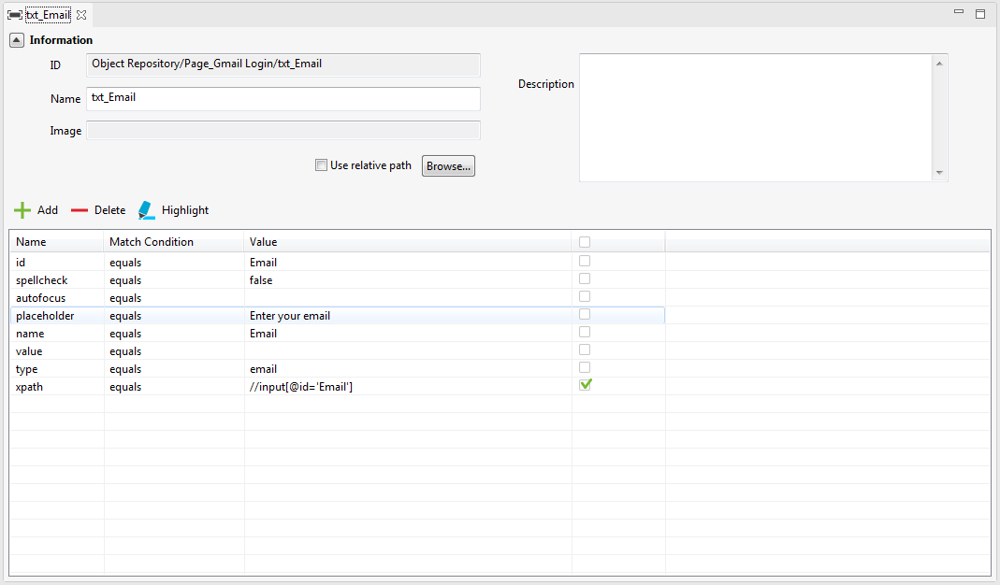 txt_Email
Information
ID Object Repository/Page_Gmail Login/txt_Email
Name txt_Email
Image
Description
Use relative path Browse...
Add Delete Highlight
Name Match Condition Value
id equals Email
spellcheck equals false
autofocus equals
placeholder equals Enter your email
name equals Email
value equals
type equals email
xpath equals //input[@id='Email']